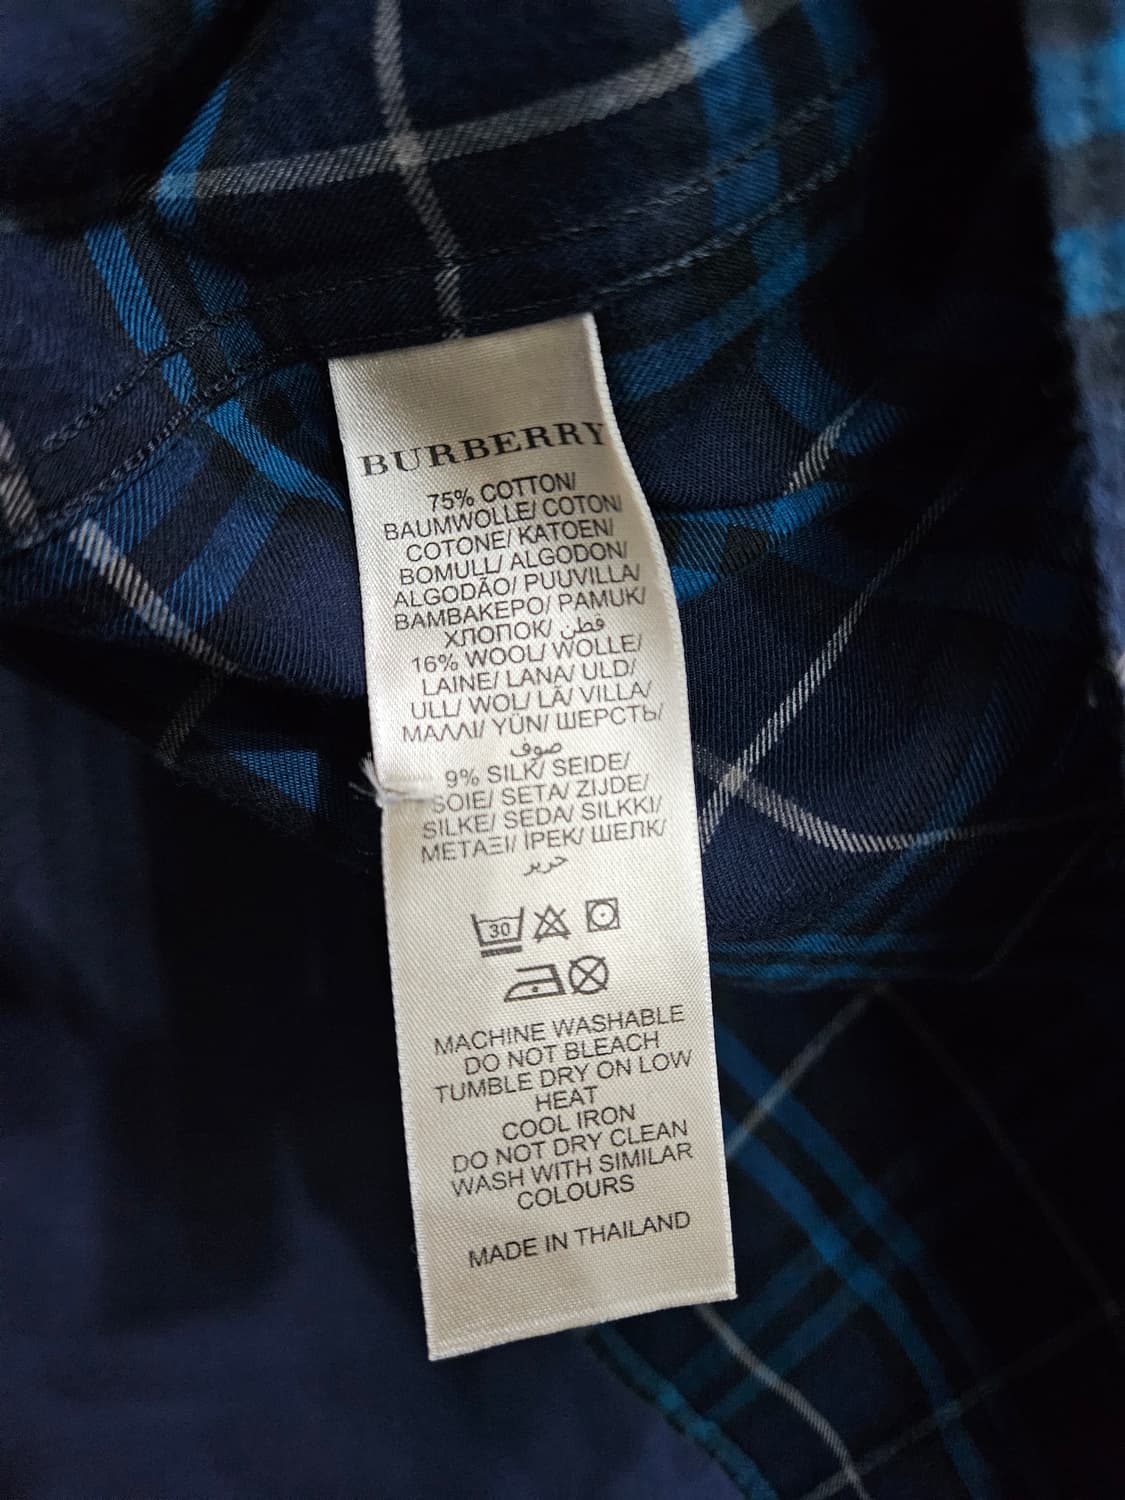 BURBERRY
75% COTTON/
BAUMWOLLE/ COTON/
COTONE/ KATOEN/
BOMULL/ ALGODON/
ALGODÃO/ PUUVILLA/
BAMBAKEPO/ PAMUK/
ХЛОПОК/ قطن/
16% WOOL/ WOLLE/
LAINE/ LANA/ ULD/
ULL/ WOL/ LÃ/ VILLA/
ΜΑΛΛΙ/ YÜN/ ШЕРСТЬ/
صوف
9% SILK/ SEIDE/
SOIE/ SETA/ ZIJDE/
SILKE/ SEDA/ SILKKI/
ΜΕΤΑΞΙ/ IPEK/ ШЕЛК/
حرير
30
MACHINE WASHABLE
DO NOT BLEACH
TUMBLE DRY ON LOW
HEAT
COOL IRON
DO NOT DRY CLEAN
WASH WITH SIMILAR
COLOURS
MADE IN THAILAND